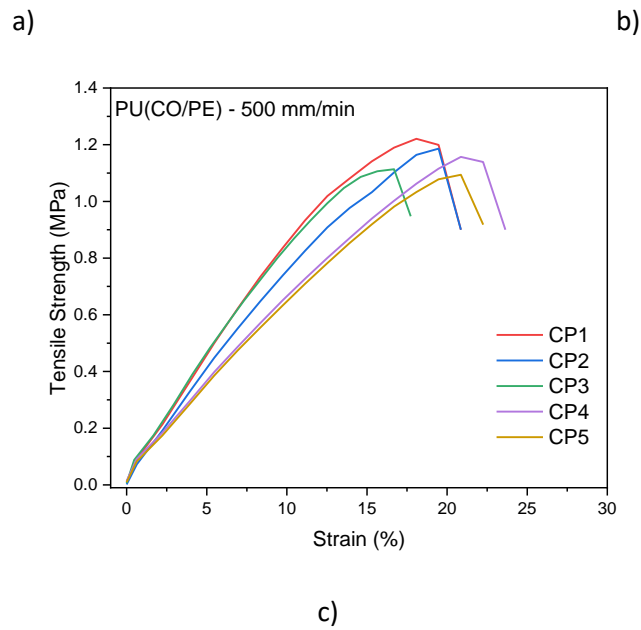 a) b)
PU(CO/PE) - 500 mm/min
Tensile Strength (MPa)
1.4
1.2
1.0
0.8
0.6
0.4
0.2
0.0
CP1
CP2
CP3
CP4
CP5
0 5 10 15 20 25 30
Strain (%)
c)